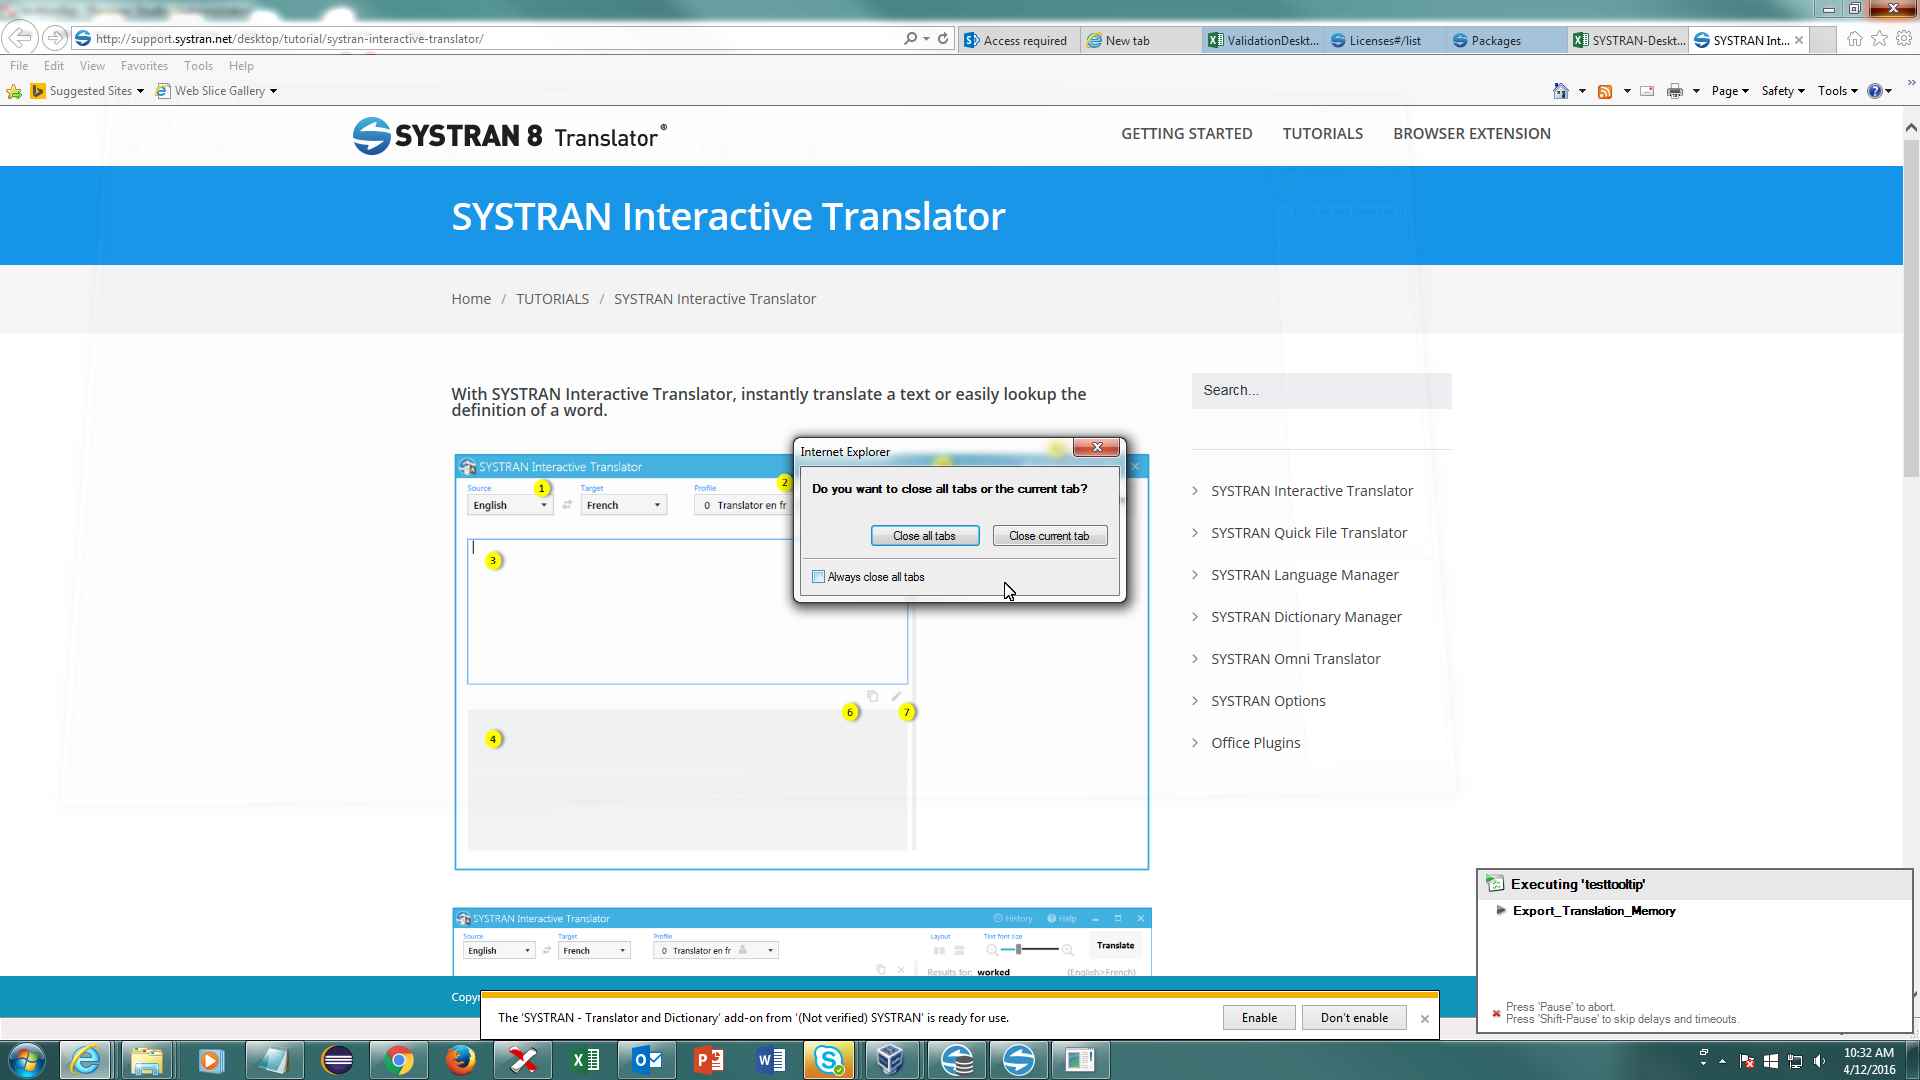 http://support.systran.net/desktop/tutorial/systran-interactive-translator/
Access required
New tab
ValidationDeskt...
Licenses#/list
Packages
SYSTRAN-Deskt...
SYSTRAN Int...
File Edit View Favorites Tools Help
Suggested Sites
Web Slice Gallery
Page
Safety
Tools
SYSTRAN 8 Translator®
GETTING STARTED TUTORIALS BROWSER EXTENSION
SYSTRAN Interactive Translator
Home / TUTORIALS / SYSTRAN Interactive Translator
With SYSTRAN Interactive Translator, instantly translate a text or easily lookup the
definition of a word.
Search...
SYSTRAN Interactive Translator
SYSTRAN Quick File Translator
SYSTRAN Language Manager
SYSTRAN Dictionary Manager
SYSTRAN Omni Translator
SYSTRAN Options
Office Plugins
SYSTRAN Interactive Translator
Source 1 Target Profile 2
English French 0 Translator en fr
3
6 7
4
Internet Explorer
Do you want to close all tabs or the current tab?
Close all tabs
Close current tab
Always close all tabs
SYSTRAN Interactive Translator
History Help
Source Target Profile Layout Text font size
English French 0 Translator en fr Translate
Results for: worked (English>French)
Copy
The 'SYSTRAN - Translator and Dictionary' add-on from '(Not verified) SYSTRAN' is ready for use.
Enable
Don't enable
Executing 'testtooltip'
Export_Translation_Memory
Press 'Pause' to abort.
Press 'Shift-Pause' to skip delays and timeouts.
10:32 AM
4/12/2016